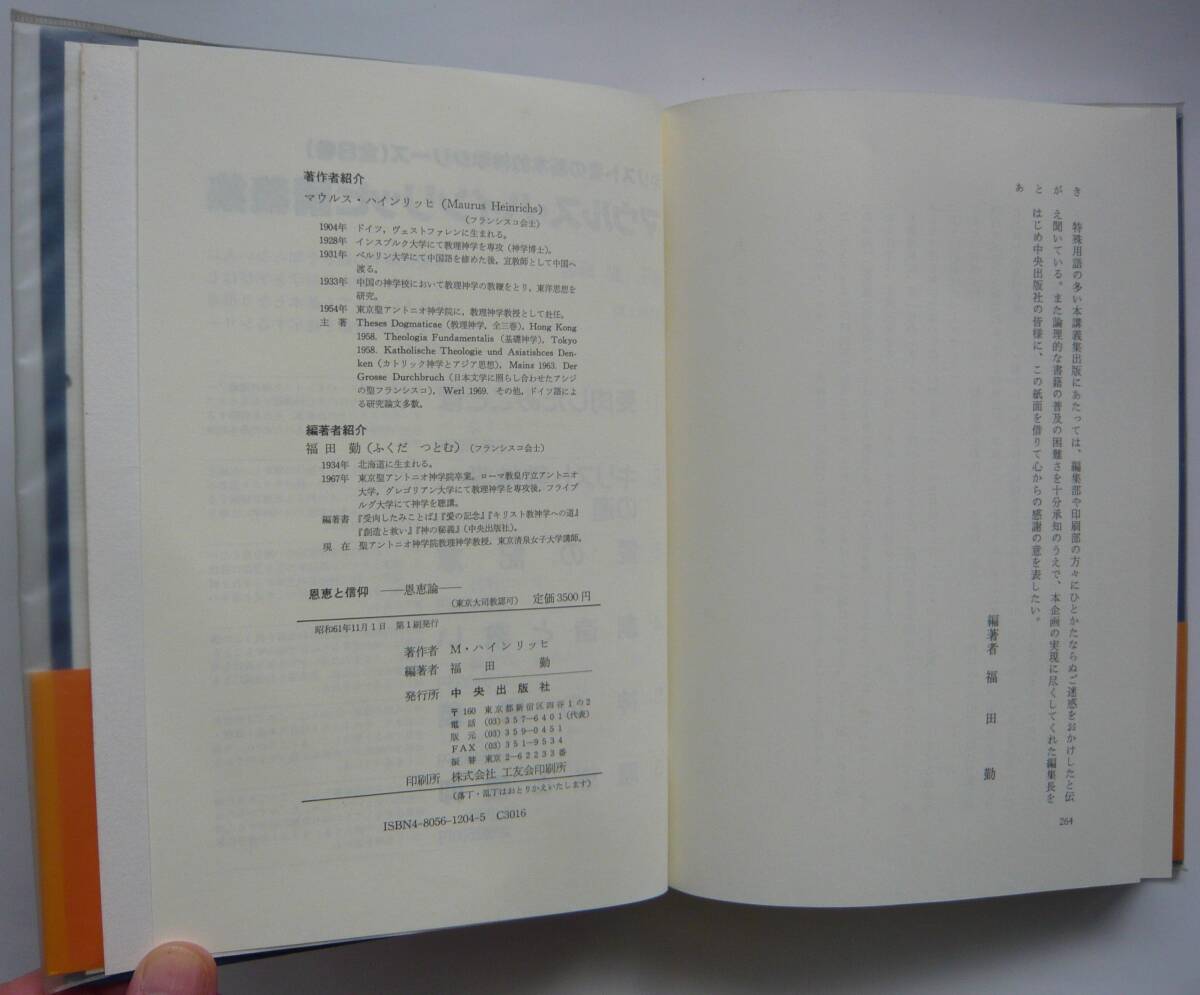 あとがき
特殊用語の多い本講義集出版にあたっては、編集部や印刷部の方々にひとかたならぬご迷惑をおかけしたと伝
え聞いている。また論理的な書籍の普及の困難さを十分承知のうえで、本企画の実現に尽くしてくれた編集長を
はじめ中央出版社の皆様に、この紙面を借りて心からの感謝の意を表したい。
編著者 福田 勤
264
著作者紹介
マウルス・ハインリッヒ (Maurus Heinrichs)
(フランシスコ会士)
1904年 ドイツ，ヴェストファレンに生まれる。
1928年 インスブルク大学にて教理神学を専攻（神学博士）。
1931年 ベルリン大学にて中国語を修めた後，宣教師として中国へ
渡る。
1933年 中国の神学校において教理神学の教鞭をとり，東洋思想を
研究。
1954年 東京聖アントニオ神学院に，教理神学教授として赴任。
主 著 Theses Dogmaticae (教理神学，全三巻), Hong Kong
1958. Theologia Fundamentalis (基礎神学), Tokyo
1958. Katholische Theologie und Asiatishces Den-
ken (カトリック神学とアジア思想), Mainz 1963. Der
Grosse Durchbruch (日本文学に照らし合わせたアシジ
の聖フランシスコ), Werl 1969. その他，ドイツ語によ
る研究論文多数。
編著者紹介
福田 勤（ふくだ つとむ）(フランシスコ会士)
1934年 北海道に生まれる。
1967年 東京聖アントニオ神学院卒業。ローマ教皇庁立アントニオ
大学，グレゴリアン大学にて教理神学を専攻後，フライブ
ルグ大学にて神学を聴講。
編著書 『受肉したみことば』『愛の記念』『キリスト教神学への道』
『創造と救い』『神の秘義』（中央出版社）。
現 在 聖アントニオ神学院教理神学教授，東京清泉女子大学講師。
恩恵と信仰 ——恩恵論——
(東京大司教認可) 定価3500円
昭和61年11月1日 第1刷発行
著作者 M・ハインリッヒ
編著者 福田 勤
発行所 中央出版社
〒160 東京都新宿区四谷1の2
電話 (03)357-6401(代表)
版元 (03)359-0451
FAX (03)351-9534
振替 東京2-62233番
印刷所 株式会社 工友会印刷所
(落丁・乱丁はおとりかえいたします)
ISBN4-8056-1204-5 C3016